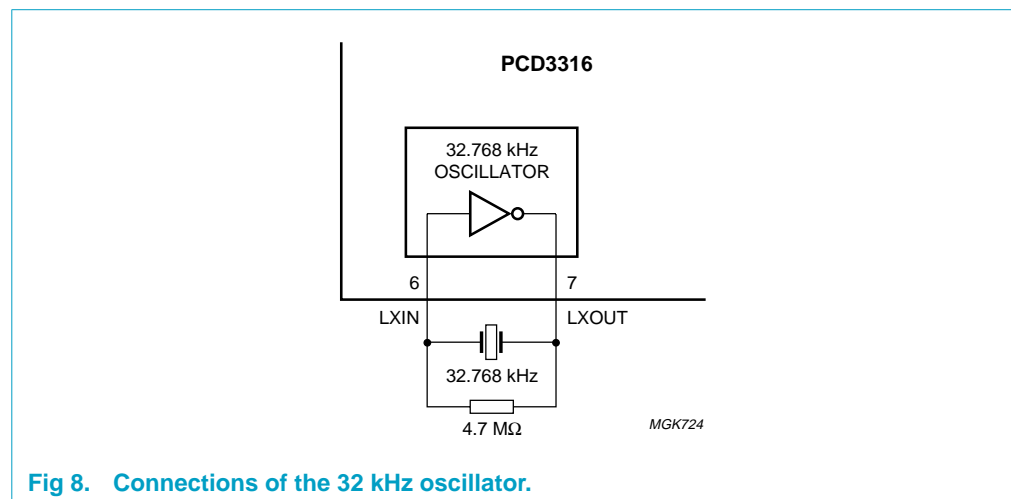 PCD3316
32.768 kHz
OSCILLATOR
6
7
LXIN
LXOUT
32.768 kHz
4.7 MΩ
MGK724
Fig 8. Connections of the 32 kHz oscillator.